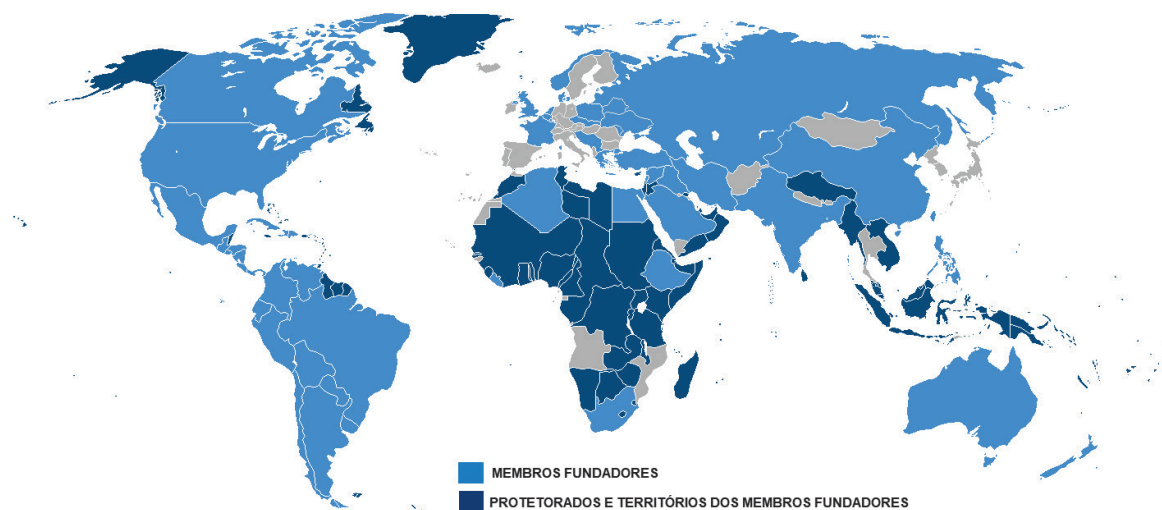 MEMBROS FUNDADORES
PROTETORADOS E TERRITÓRIOS DOS MEMBROS FUNDADORES